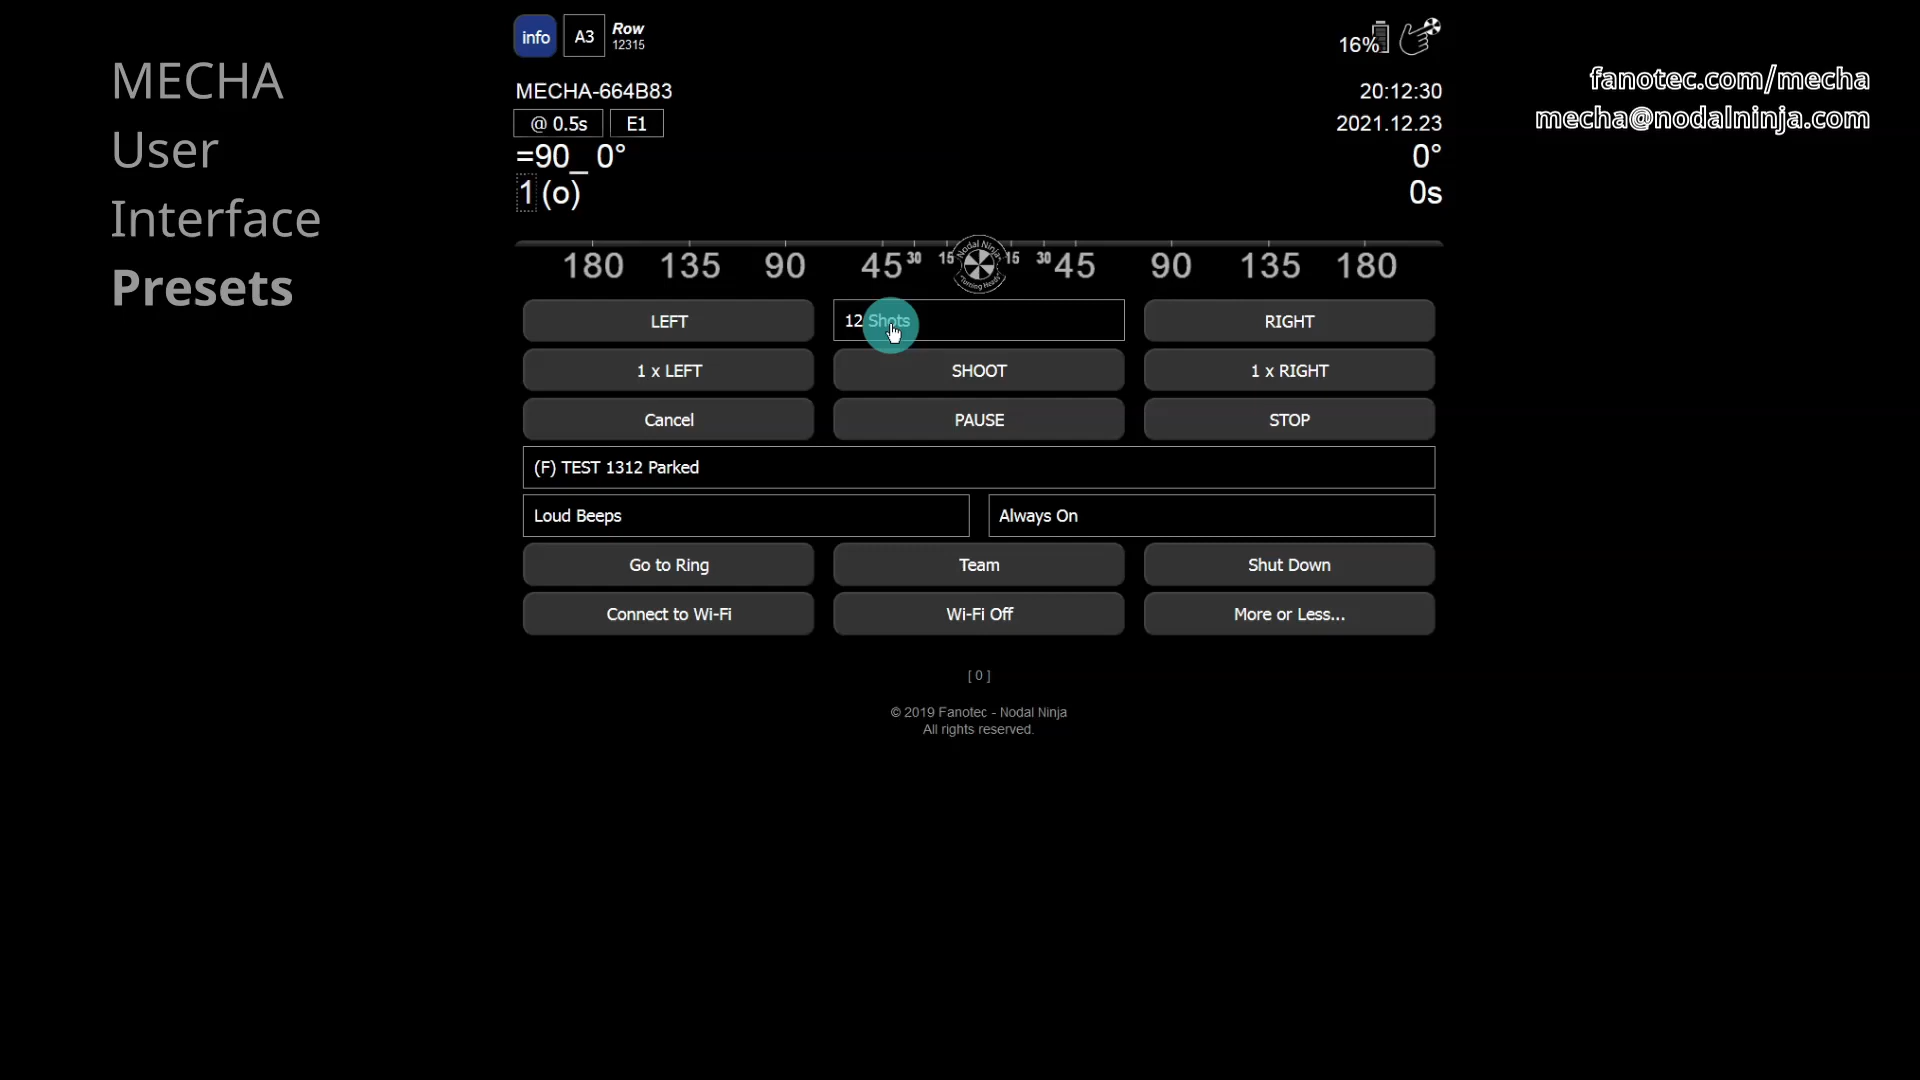 MECHA
User
Interface
Presets
info A3 Row
12315
16%
fanotec.com/mecha
mecha@nodalninja.com
MECHA-664B83 20:12:30
@ 0.5s E1 2021.12.23
=90_ 0° 0°
1 (o) 0s
180 135 90 45 30 15 Nodal Ninja 15 30 45 90 135 180
"Turning Heads"
LEFT 12 Shots RIGHT
1 x LEFT SHOOT 1 x RIGHT
Cancel PAUSE STOP
(F) TEST 1312 Parked
Loud Beeps Always On
Go to Ring Team Shut Down
Connect to Wi-Fi Wi-Fi Off More or Less...
[ 0 ]
© 2019 Fanotec - Nodal Ninja
All rights reserved.